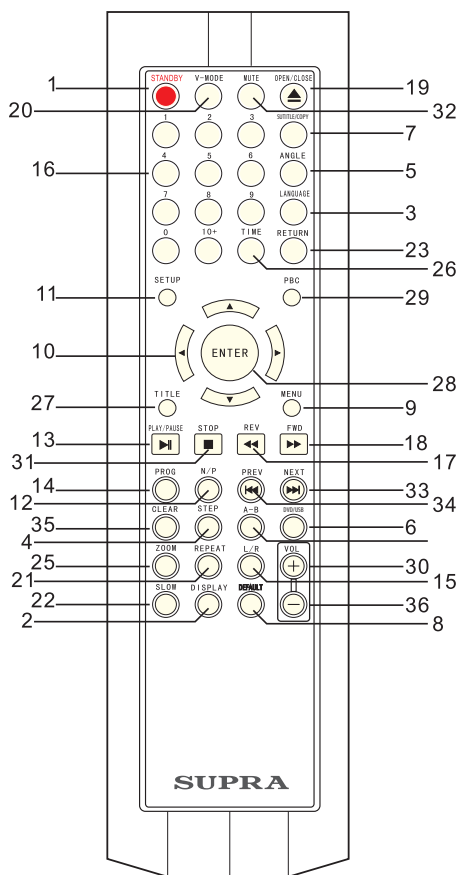 STANDBY V-MODE MUTE OPEN/CLOSE
1 19
20 32
1 2 3 SUTITLE/COPY
7
4 5 6 ANGLE
16 5
7 8 9 LANGUAGE
3
0 10+ TIME RETURN
23
26
SETUP PBC
11 29
10 ENTER
28
TITLE MENU
27 9
PLAY/PAUSE STOP REV FWD
13 18
31 17
PROG N/P PREV NEXT
14 33
12 34
CLEAR STEP A-B DVD/USB
35 6
4
ZOOM REPEAT L/R VOL
25 + 30
21 15
SLOW DISPLAY DEFAULT
22 − 36
2 8
SUPRA